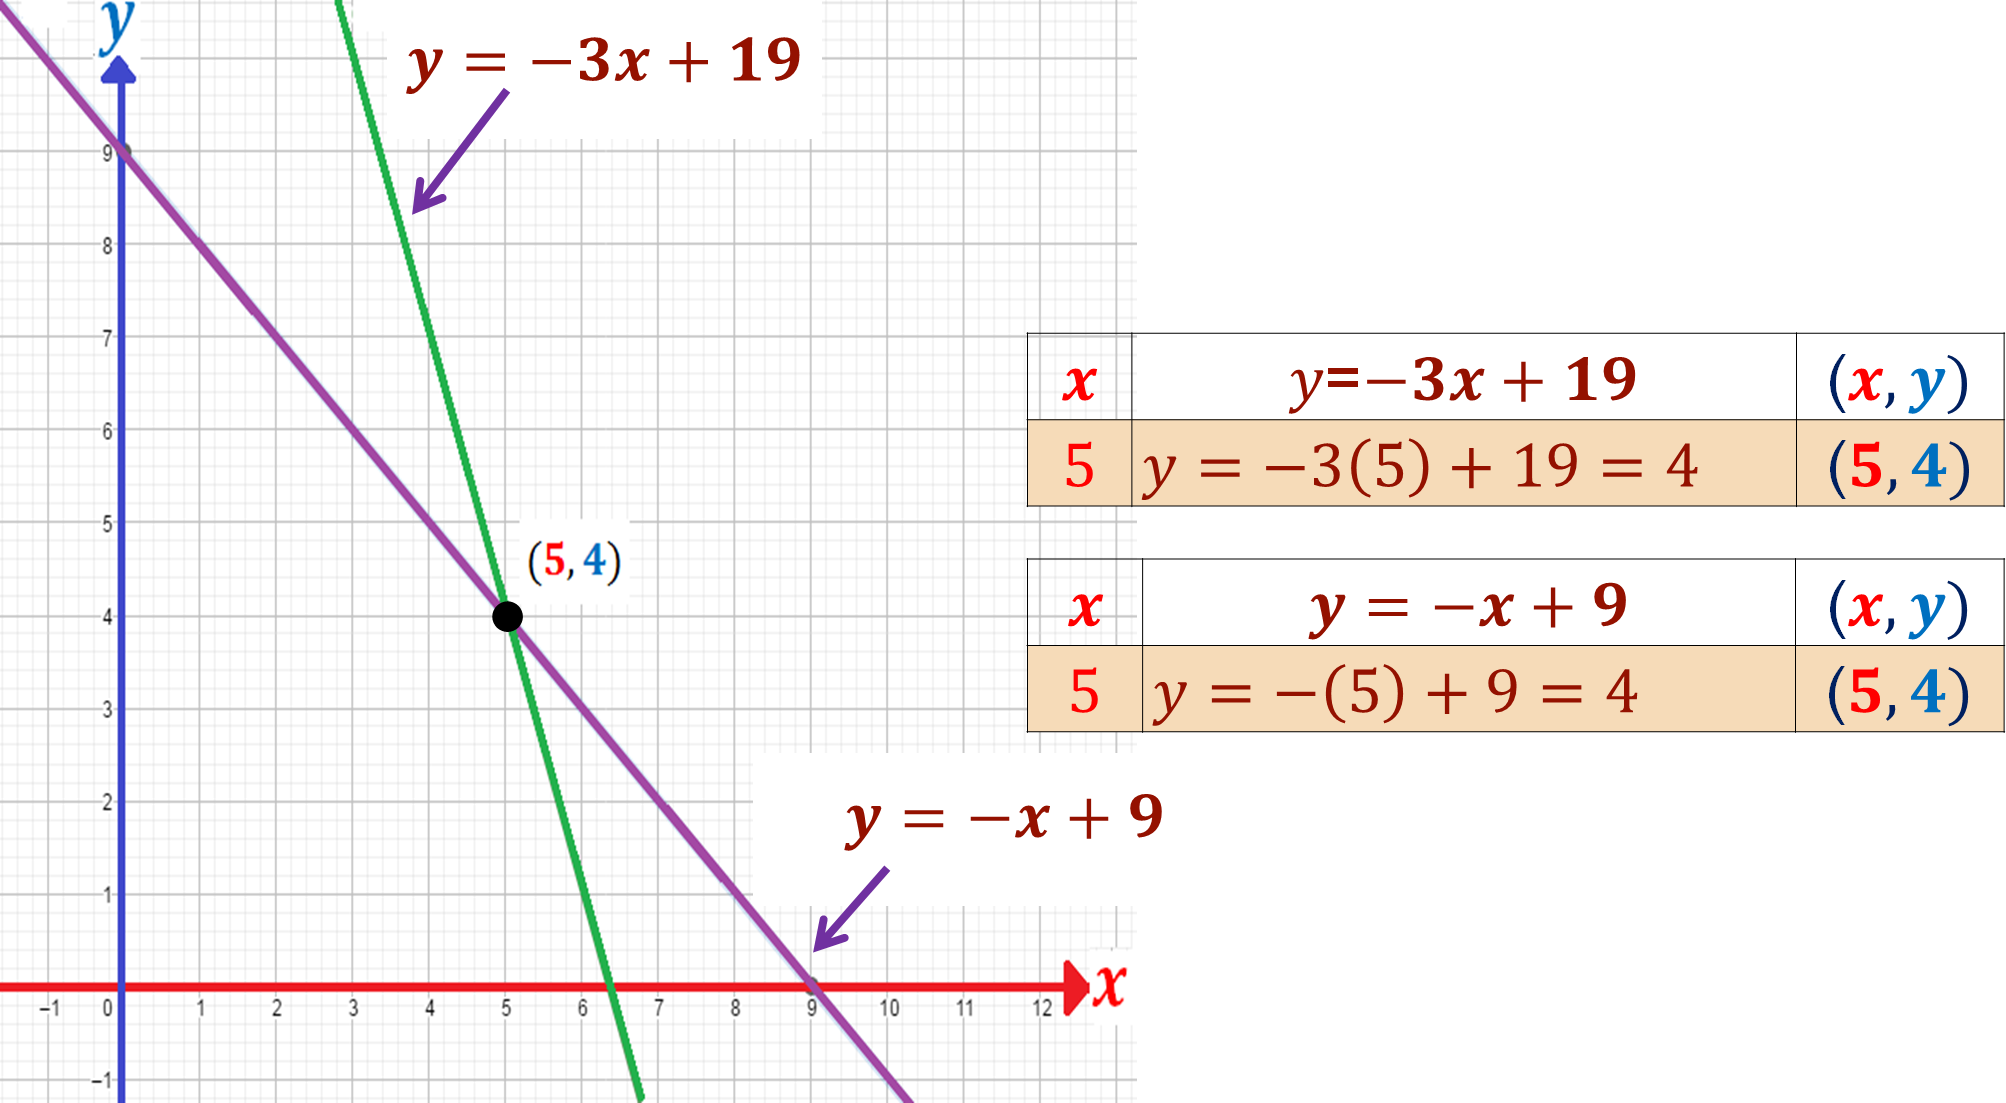 y
y = −3x + 19
9
8
7
6
5
4
3
2
1
−1
(5, 4)
y = −x + 9
−1 0 1 2 3 4 5 6 7 8 9 10 11 12
x
x y=−3x + 19 (x, y)
5 y = −3(5) + 19 = 4 (5, 4)
x y = −x + 9 (x, y)
5 y = −(5) + 9 = 4 (5, 4)